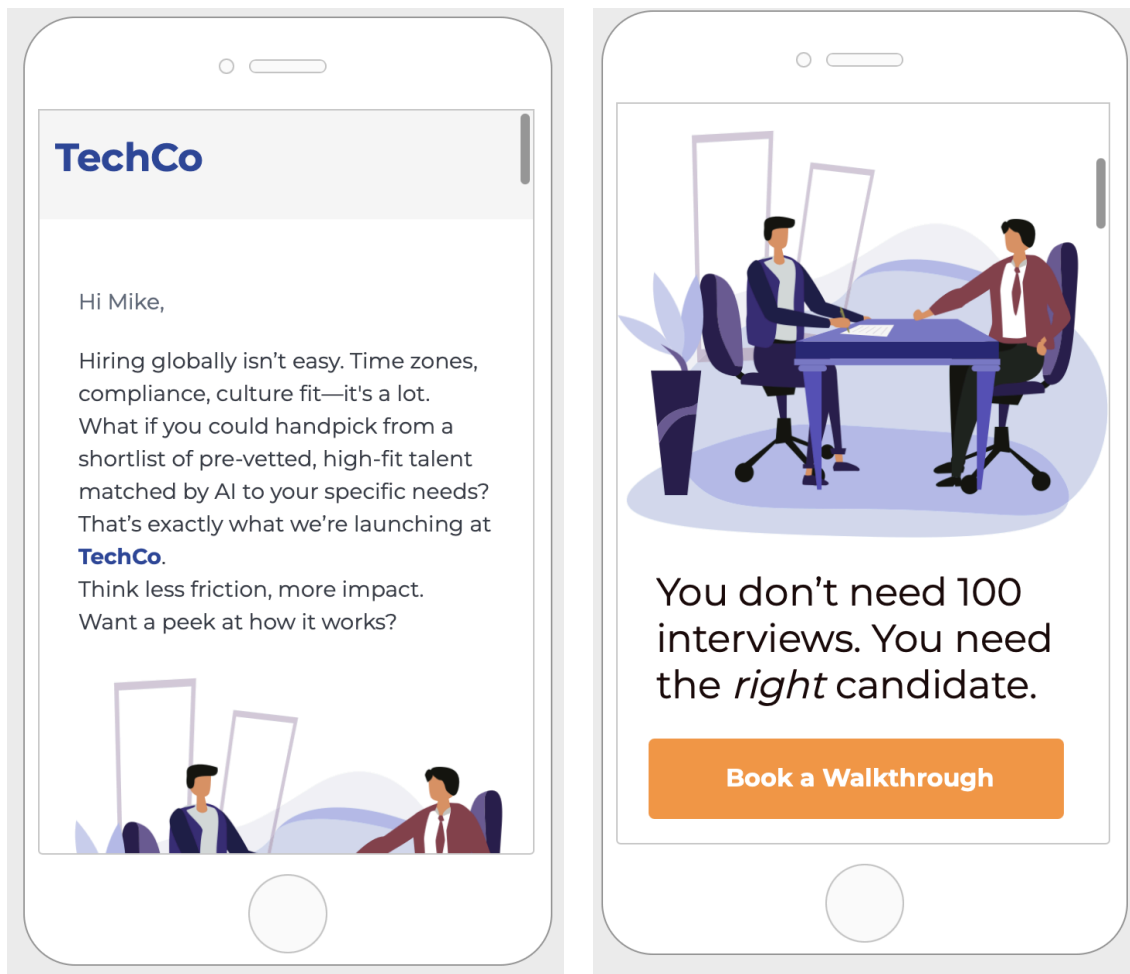 TechCo
Hi Mike,
Hiring globally isn’t easy. Time zones,
compliance, culture fit—it's a lot.
What if you could handpick from a
shortlist of pre-vetted, high-fit talent
matched by AI to your specific needs?
That’s exactly what we’re launching at
TechCo.
Think less friction, more impact.
Want a peek at how it works?
You don’t need 100
interviews. You need
the right candidate.
Book a Walkthrough